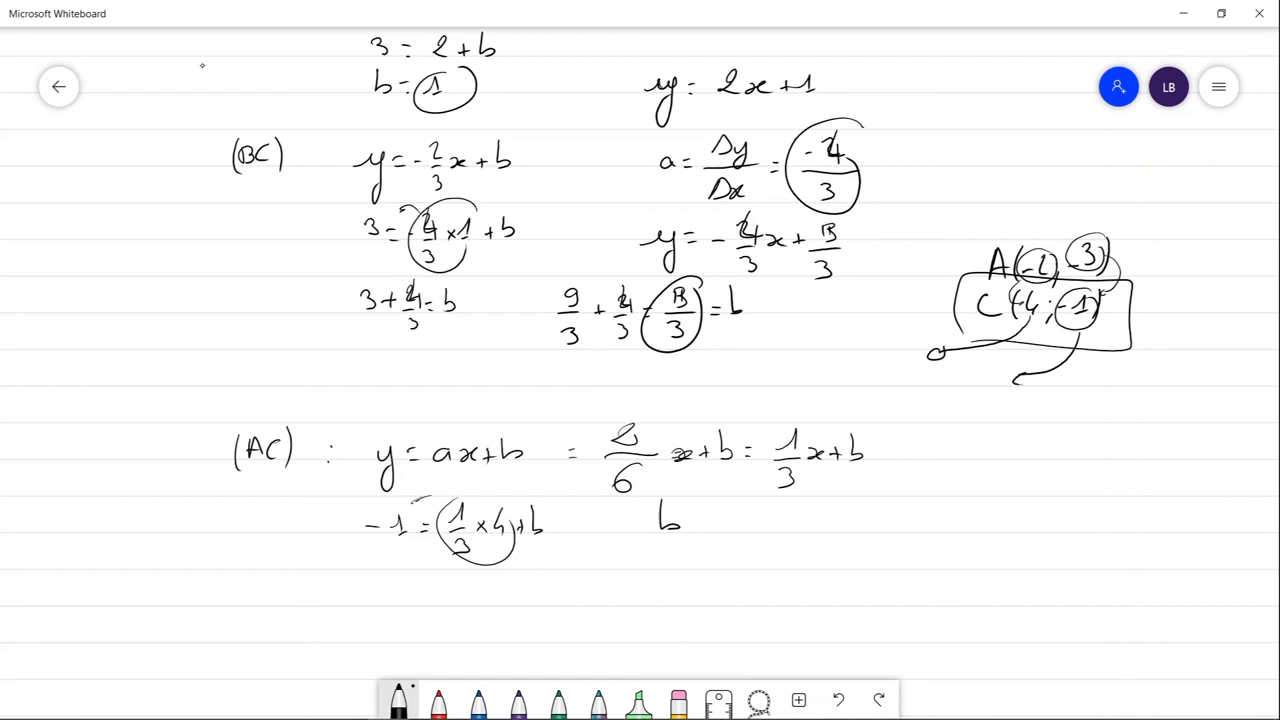 Microsoft Whiteboard
3 = 2 + b
b = 1
y = 2x + 1
LB
(BC)
y = -2/3 x + b
a = Δy/Δx = -4/3
3 = -4/3 × 1 + b
y = -4/3 x + 13/3
3 + 4/3 = b
9/3 + 4/3 = 13/3 = b
A(-2, -3)
C(4; -1)
(AC) : y = ax + b = 2/6 x + b = 1/3 x + b
-1 = 1/3 × 4 + b
b